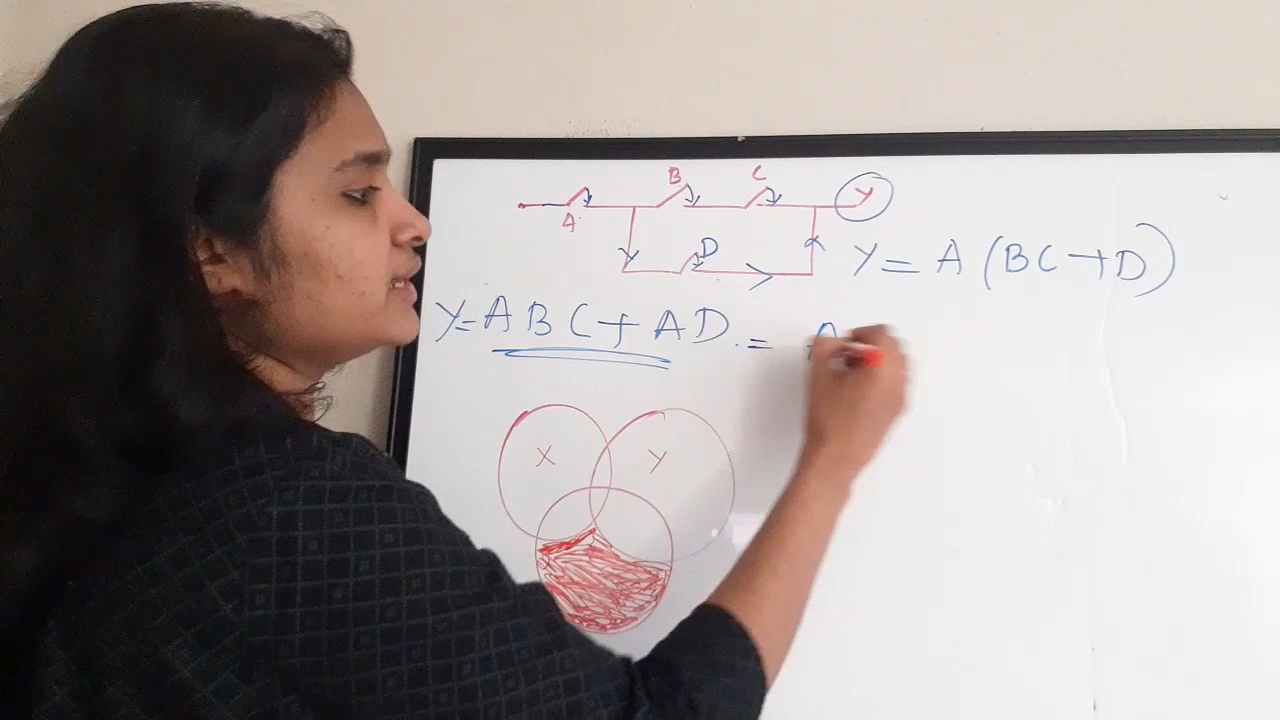 B C
A Y
D
Y = A (BC + D)
Y = ABC + AD. = A
X Y